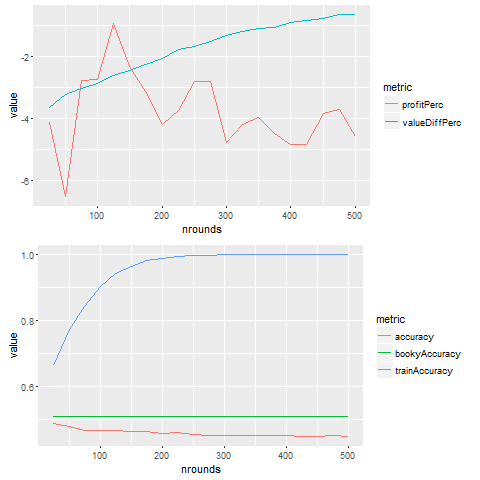 -2
-4
-6
value
100
200
300
400
500
nrounds
metric
profitPerc
valueDiffPerc
1.0
0.8
0.6
value
100
200
300
400
500
nrounds
metric
accuracy
bookyAccuracy
trainAccuracy